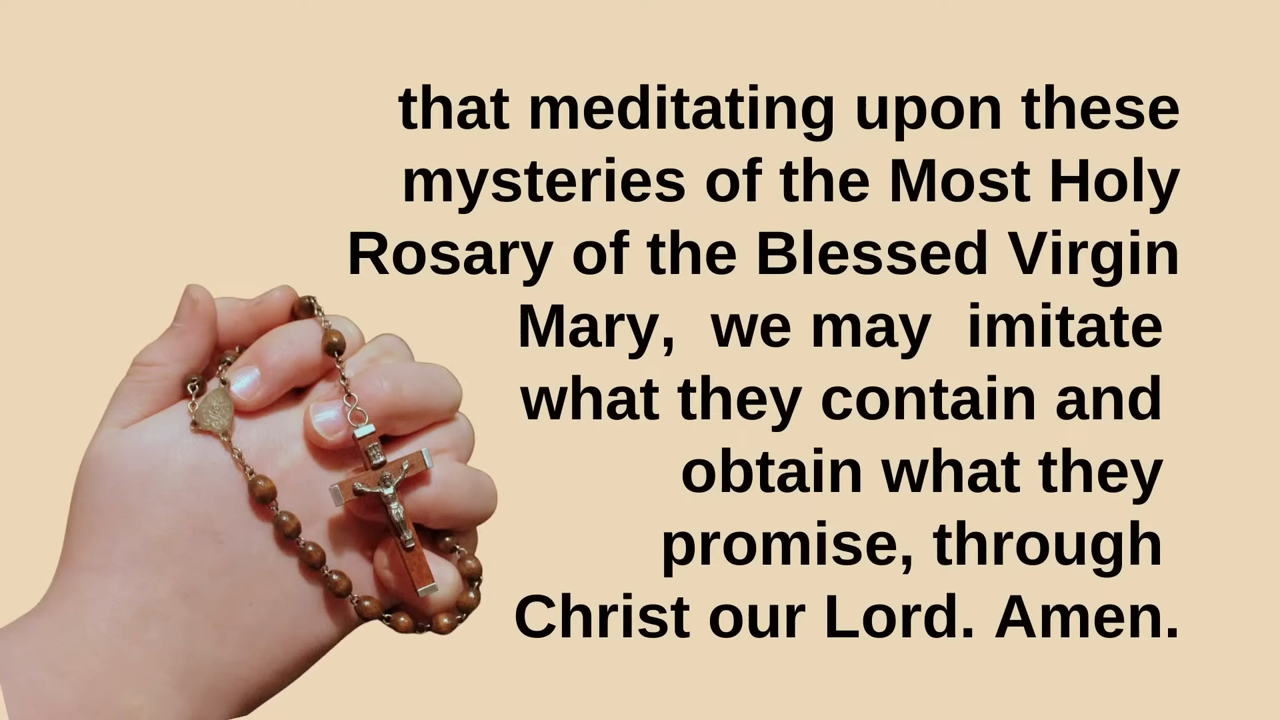 that meditating upon these
mysteries of the Most Holy
Rosary of the Blessed Virgin
Mary,  we may  imitate
what they contain and
obtain what they
promise, through
Christ our Lord. Amen.